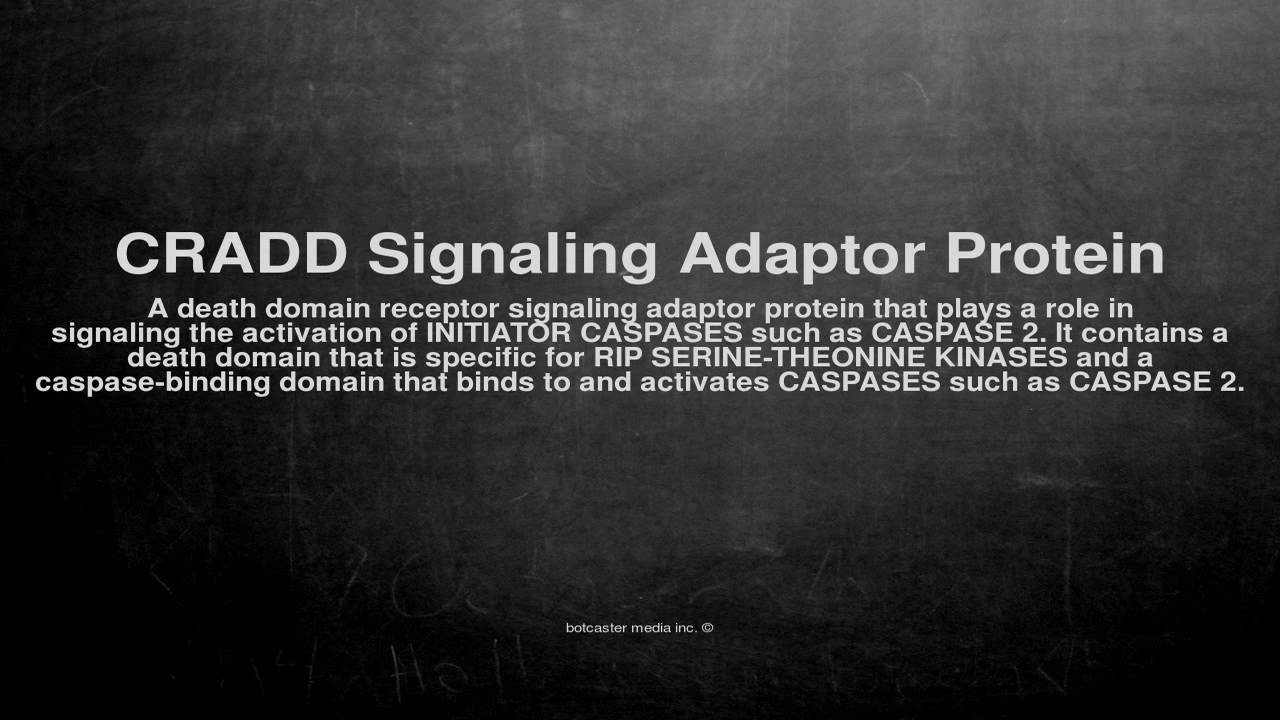 CRADD Signaling Adaptor Protein
A death domain receptor signaling adaptor protein that plays a role in
signaling the activation of INITIATOR CASPASES such as CASPASE 2. It contains a
death domain that is specific for RIP SERINE-THEONINE KINASES and a
caspase-binding domain that binds to and activates CASPASES such as CASPASE 2.
botcaster media inc. ©